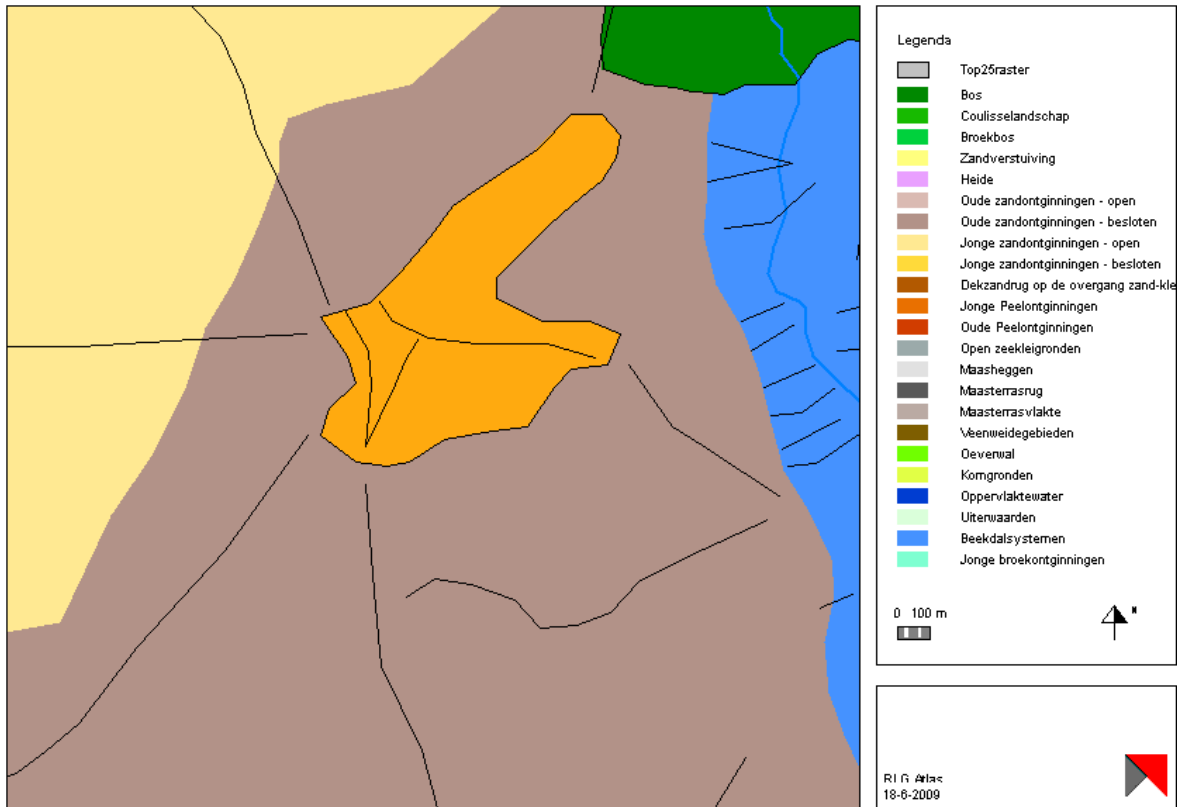 Legenda
Top25raster
Bos
Coulisselandschap
Broekbos
Zandverstuiving
Heide
Oude zandontginningen - open
Oude zandontginningen - besloten
Jonge zandontginningen - open
Jonge zandontginningen - besloten
Dekzandrug op de overgang zand-kle
Jonge Peelontginningen
Oude Peelontginningen
Open zeekleigronden
Maasheggen
Maasterrasrug
Maasterrasvlakte
Veenweidegebieden
Oeverwal
Komgronden
Oppervlaktewater
Uiterwaarden
Beekdalsystemen
Jonge broekontginningen
0 100 m
N
RLG Atlas
18-6-2009